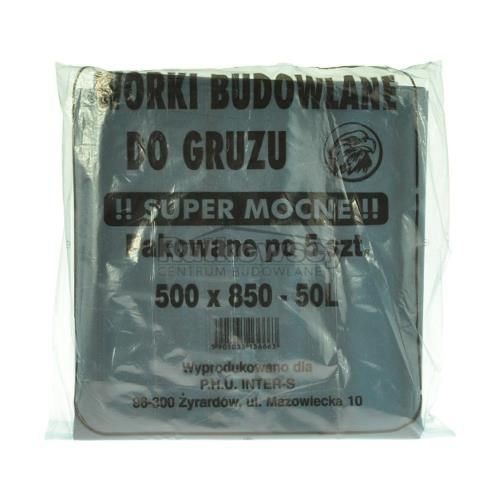 WORKI BUDOWLANE
DO GRUZU
!! SUPER MOCNE !!
Pakowane po 5 szt.
CENTRUM BUDOWLANE
500 x 850 - 50L
Wyprodukowano dla
P.H.U. INTER-S
96-300 Żyrardów, ul. Mazowiecka 10